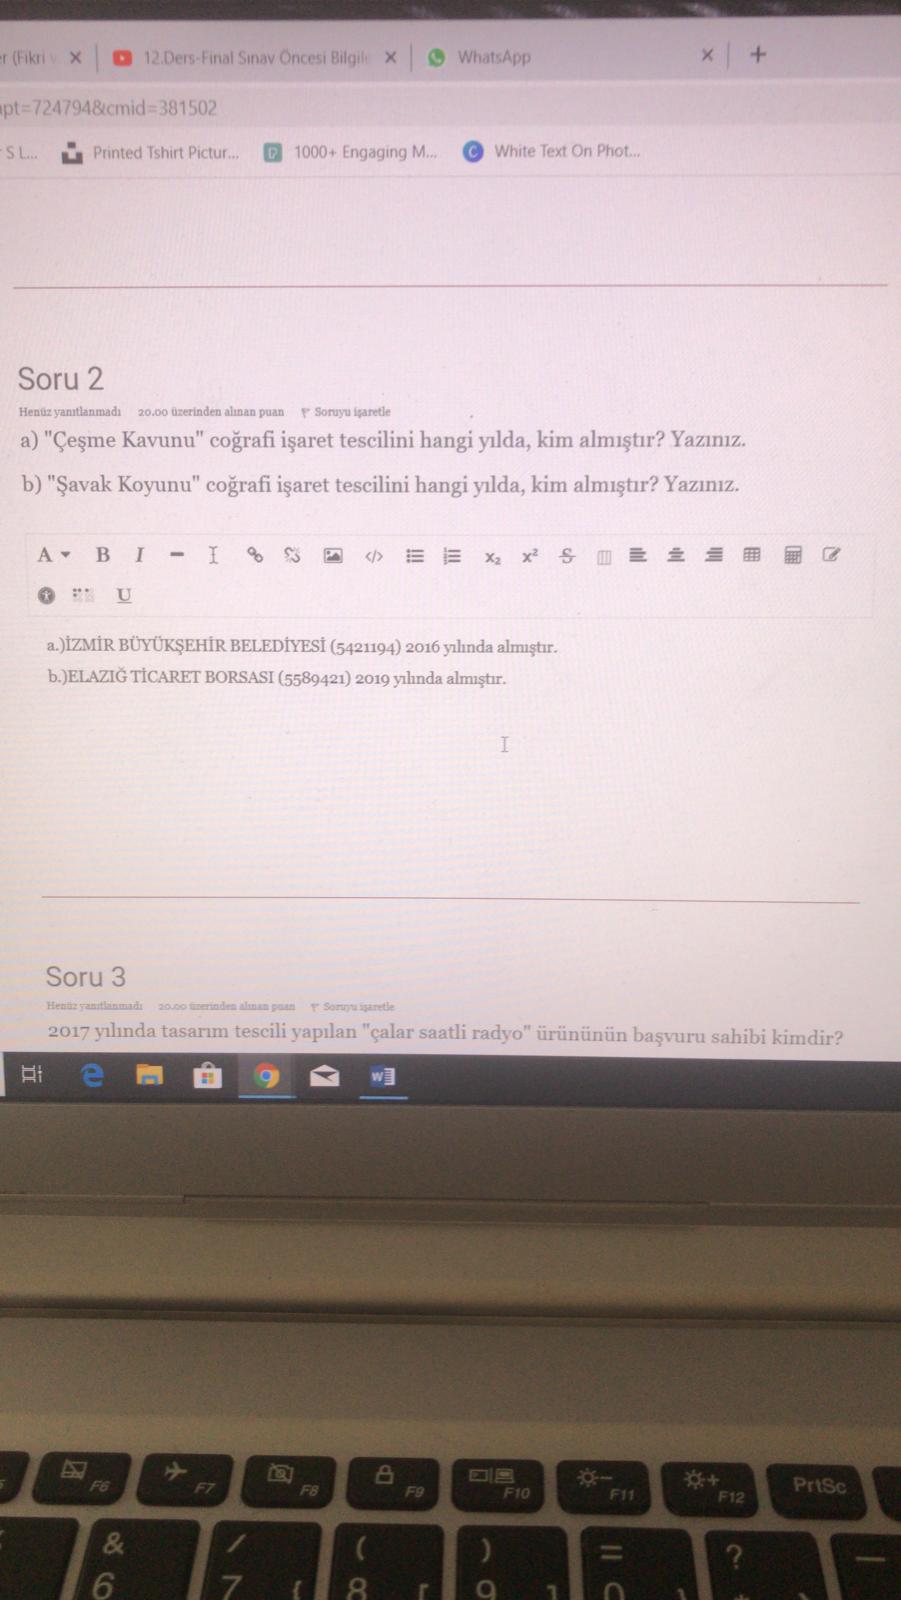 er (Fikri v
12.Ders-Final Sınav Öncesi Bilgile
WhatsApp
apt=724794&cmid=381502
S L...
Printed Tshirt Pictur...
1000+ Engaging M...
White Text On Phot...
Soru 2
Henüz yanıtlanmadı 20.00 üzerinden alınan puan Soruyu işaretle
a) "Çeşme Kavunu" coğrafi işaret tescilini hangi yılda, kim almıştır? Yazınız.
b) "Şavak Koyunu" coğrafi işaret tescilini hangi yılda, kim almıştır? Yazınız.
A B I </> x₂ x² S
U
a.)İZMİR BÜYÜKŞEHİR BELEDİYESİ (5421194) 2016 yılında almıştır.
b.)ELAZIĞ TİCARET BORSASI (5589421) 2019 yılında almıştır.
Soru 3
Henüz yanıtlanmadı 20.00 üzerinden alınan puan Soruyu işaretle
2017 yılında tasarım tescili yapılan "çalar saatli radyo" ürününün başvuru sahibi kimdir?
F6 F7 F8 F9 F10 F11 F12 PrtSc
& / ( ) = ? _
6 7 { 8 [ 9 ] 0